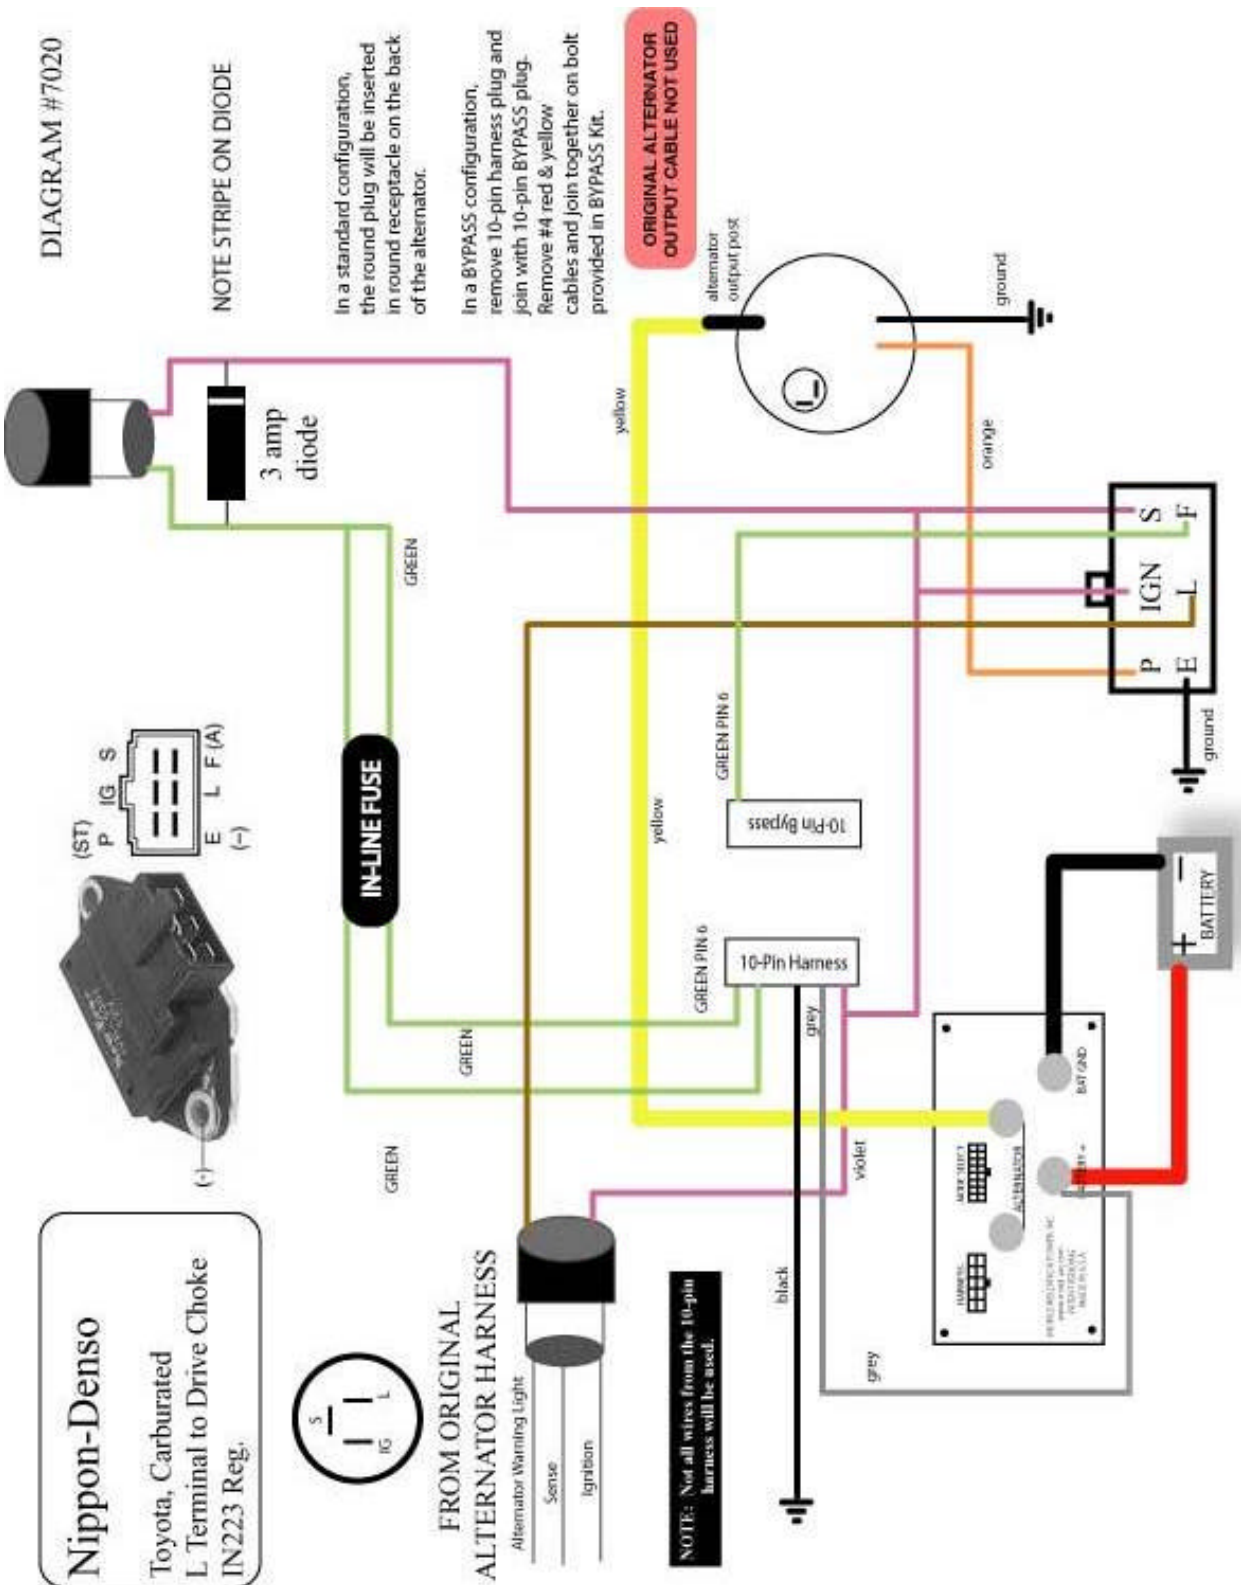 Nippon-Denso
Toyota, Carburated
L Terminal to Drive Choke
IN223 Reg.
DIAGRAM #7020
(-)
(ST)
P
IG
S
E
L
F (A)
(-)
NOTE STRIPE ON DIODE
3 amp
diode
In a standard configuration,
the round plug will be inserted
in round receptacle on the back
of the alternator.
In a BYPASS configuration,
remove 10-pin harness plug and
join with 10-pin BYPASS plug.
Remove #4 red & yellow
cables and join together on bolt
provided in BYPASS Kit.
ORIGINAL ALTERNATOR
OUTPUT CABLE NOT USED
IN-LINE FUSE
GREEN
GREEN
GREEN
S
IG
L
FROM ORIGINAL
ALTERNATOR HARNESS
Alternator Warning Light
Sense
Ignition
NOTE: Not all wires from the 10-pin
harness will be used.
yellow
yellow
alternator
output post
ground
orange
GREEN PIN 6
GREEN PIN 6
10-Pin Bypass
10-Pin Harness
grey
violet
black
grey
HARNESS
MODE SELECT
ALTERNATOR
BAT GND
BATTERY +
MADE IN U.S.A.
+
-
BATTERY
P
IGN
S
E
L
F
ground